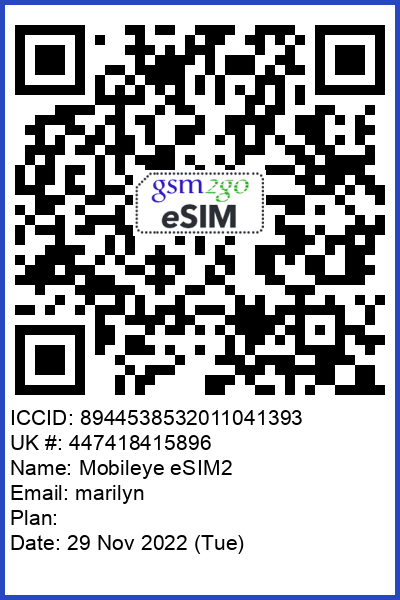 gsm2go
eSIM
ICCID: 8944538532011041393
UK #: 447418415896
Name: Mobileye eSIM2
Email: marilyn
Plan:
Date: 29 Nov 2022 (Tue)